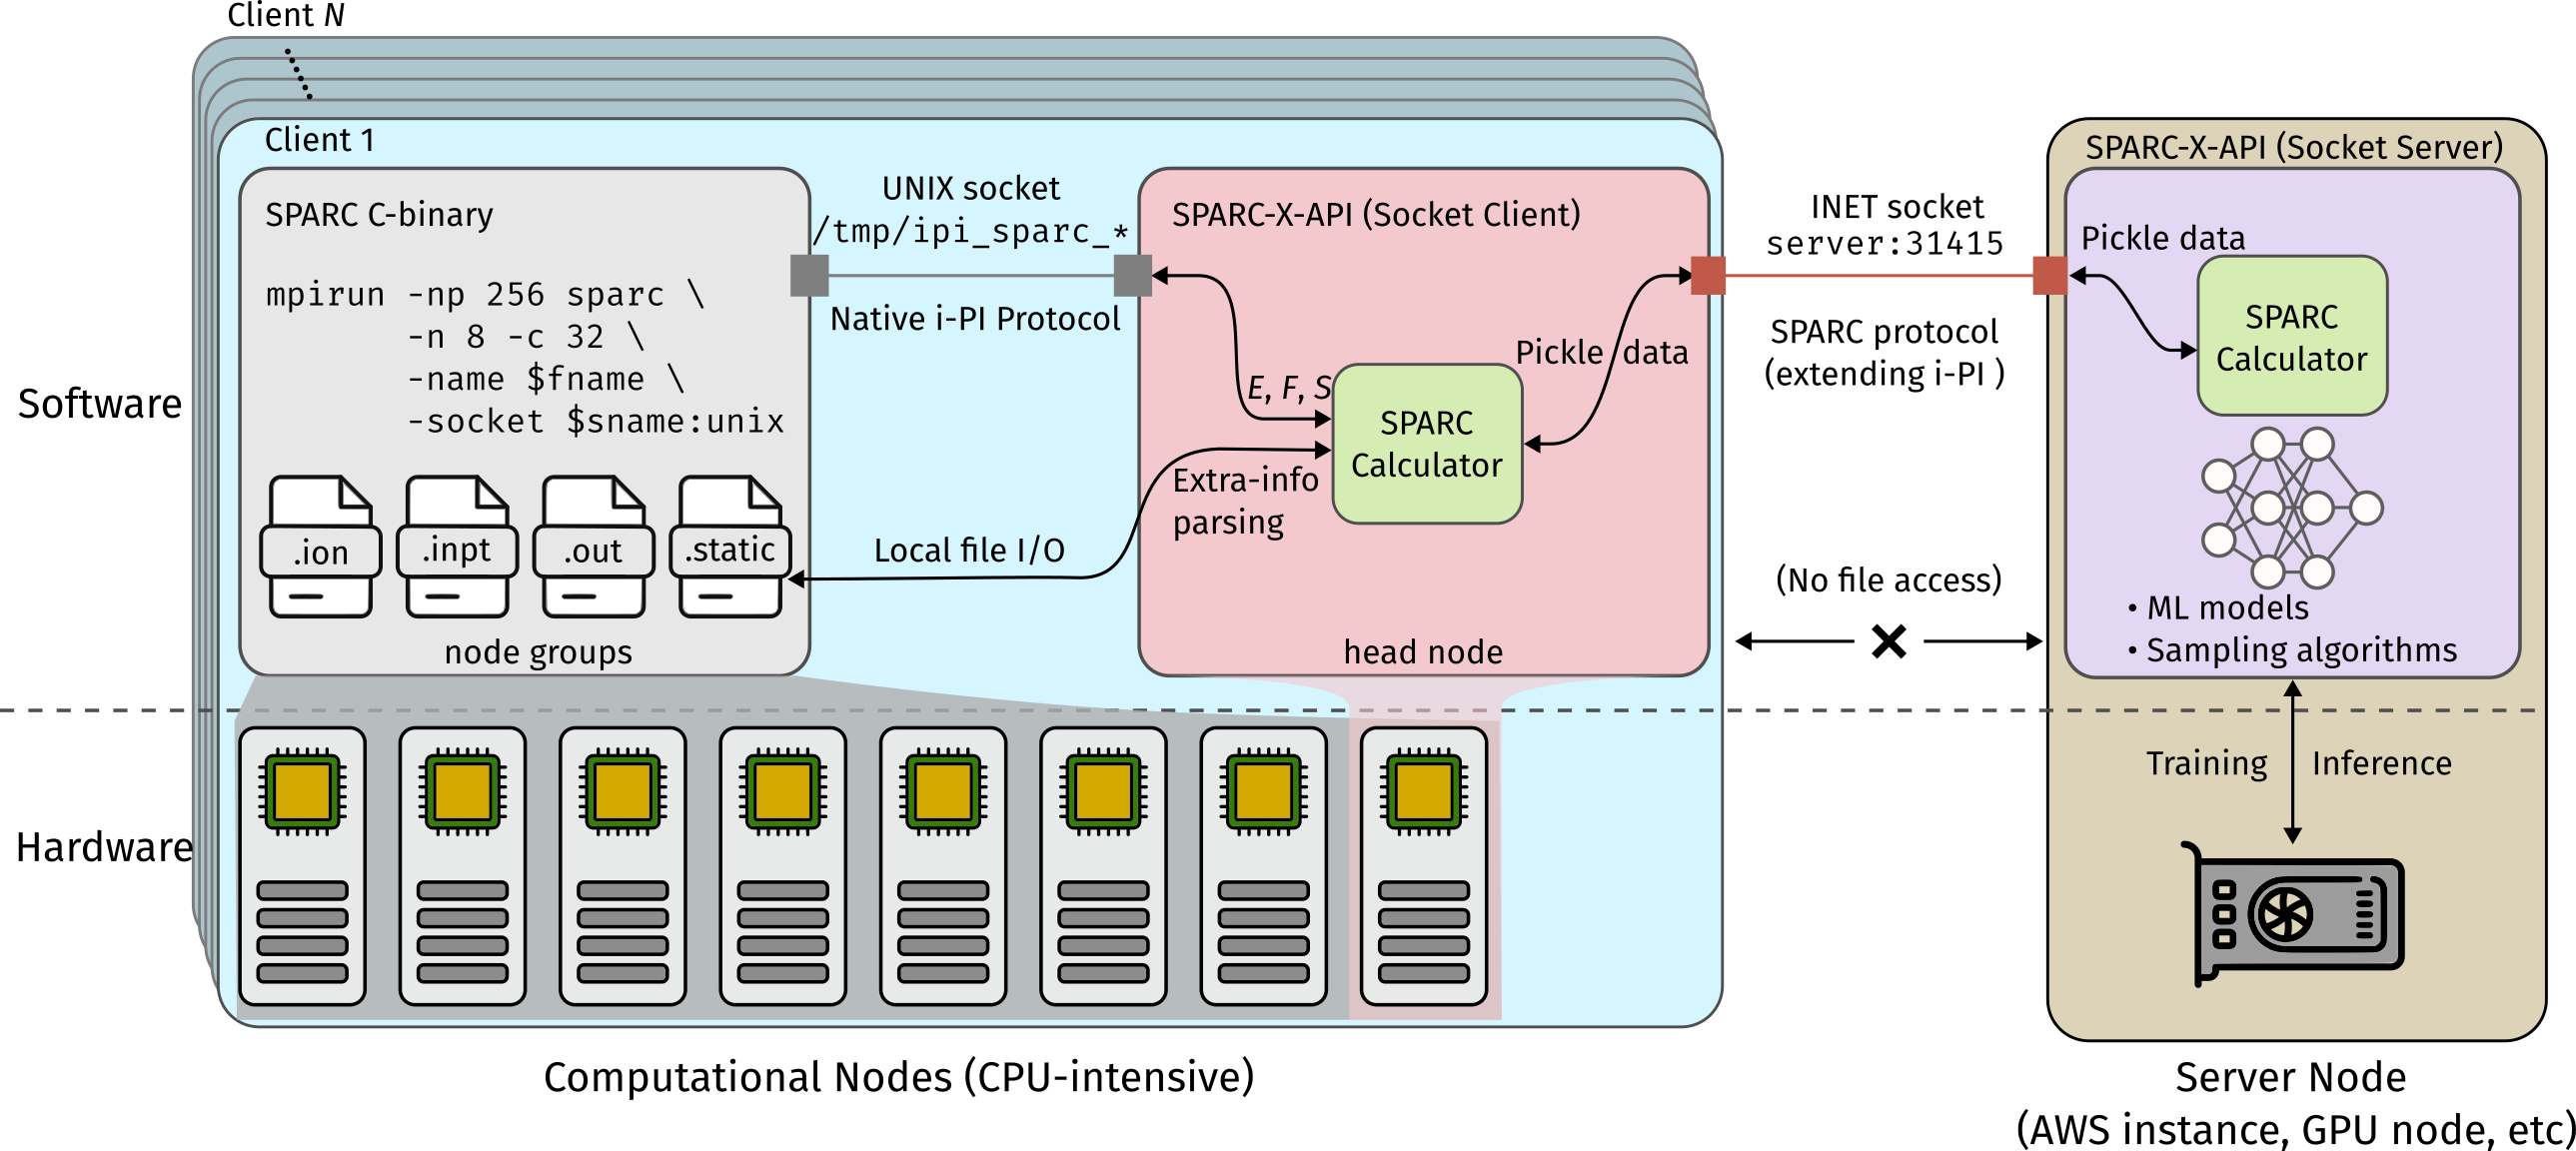 Client N
Client 1
SPARC C-binary
mpirun -np 256 sparc \
-n 8 -c 32 \
-name $fname \
-socket $sname:unix
.ion
.inpt
.out
.static
node groups
UNIX socket
/tmp/ipi_sparc_*
Native i-PI Protocol
Local file I/O
SPARC-X-API (Socket Client)
E, F, S
Pickle data
SPARC
Calculator
Extra-info
parsing
head node
INET socket
server:31415
SPARC protocol
(extending i-PI )
(No file access)
SPARC-X-API (Socket Server)
Pickle data
SPARC
Calculator
• ML models
• Sampling algorithms
Training
Inference
Software
Hardware
Computational Nodes (CPU-intensive)
Server Node
(AWS instance, GPU node, etc)